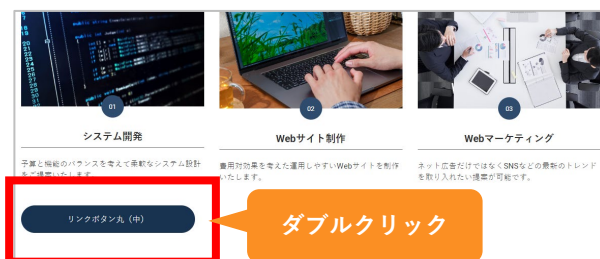 01
システム開発
予算と機能のバランスを考えて柔軟なシステム設計
をご提案いたします。
リンクボタン丸（中）
02
Webサイト制作
費用対効果を考えた運用しやすいWebサイトを制作
いたします。
03
Webマーケティング
ネット広告だけではなくSNSなどの最新のトレンド
を取り入れたい提案が可能です。
ダブルクリック